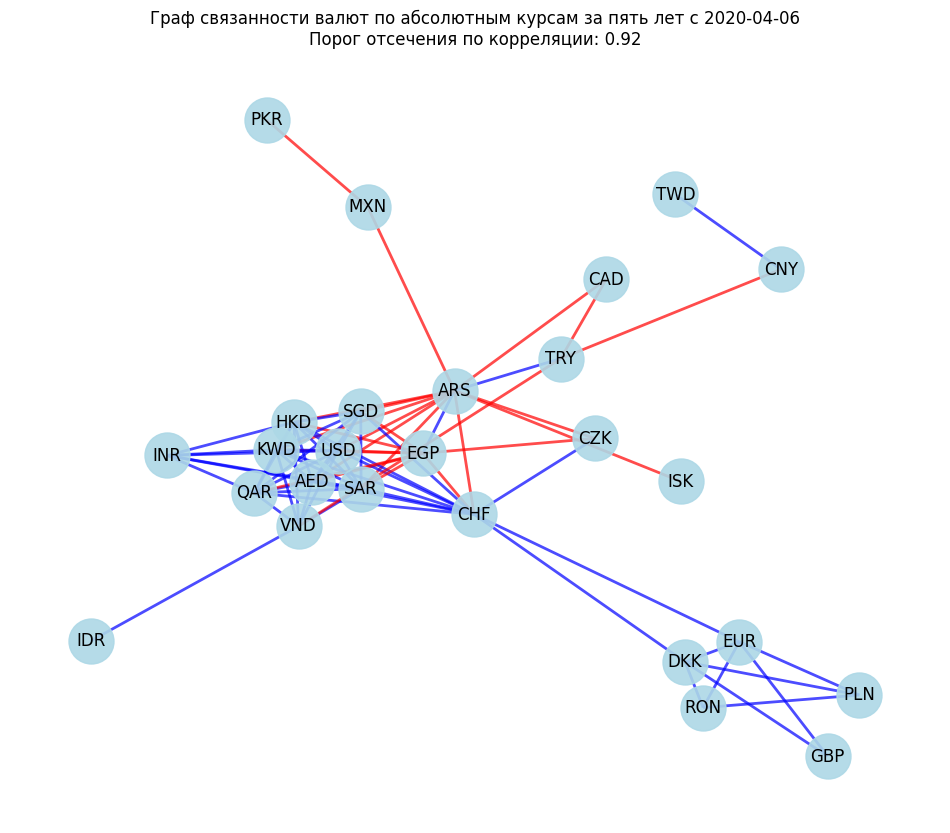 Граф связанности валют по абсолютным курсам за пять лет с 2020-04-06
Порог отсечения по корреляции: 0.92
PKR
MXN
TWD
CNY
CAD
TRY
ARS
SGD
HKD
CZK
KWD
USD
EGP
INR
ISK
AED
SAR
QAR
CHF
VND
IDR
EUR
DKK
PLN
RON
GBP